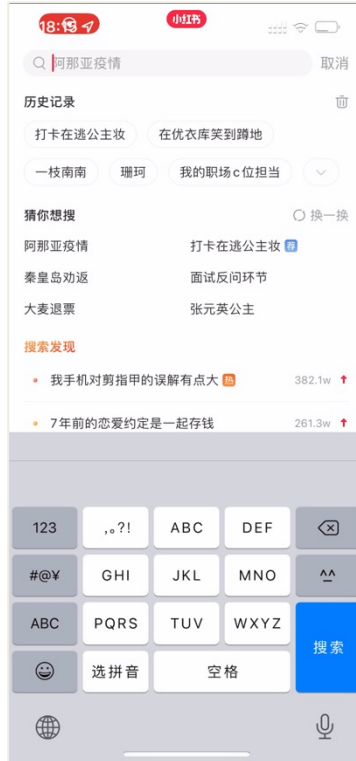 18:19
小红书
阿那亚疫情 取消
历史记录
打卡在逃公主妆 在优衣库笑到蹲地
一枝南南 珊珂 我的职场c位担当
猜你想搜 换一换
阿那亚疫情 打卡在逃公主妆 荐
秦皇岛劝返 面试反问环节
大麦退票 张元英公主
搜索发现
我手机对剪指甲的误解有点大 热 382.1w
7年前的恋爱约定是一起存钱 261.3w
123 ,。?! ABC DEF
#@¥ GHI JKL MNO ^^
ABC PQRS TUV WXYZ 搜索
选拼音 空格